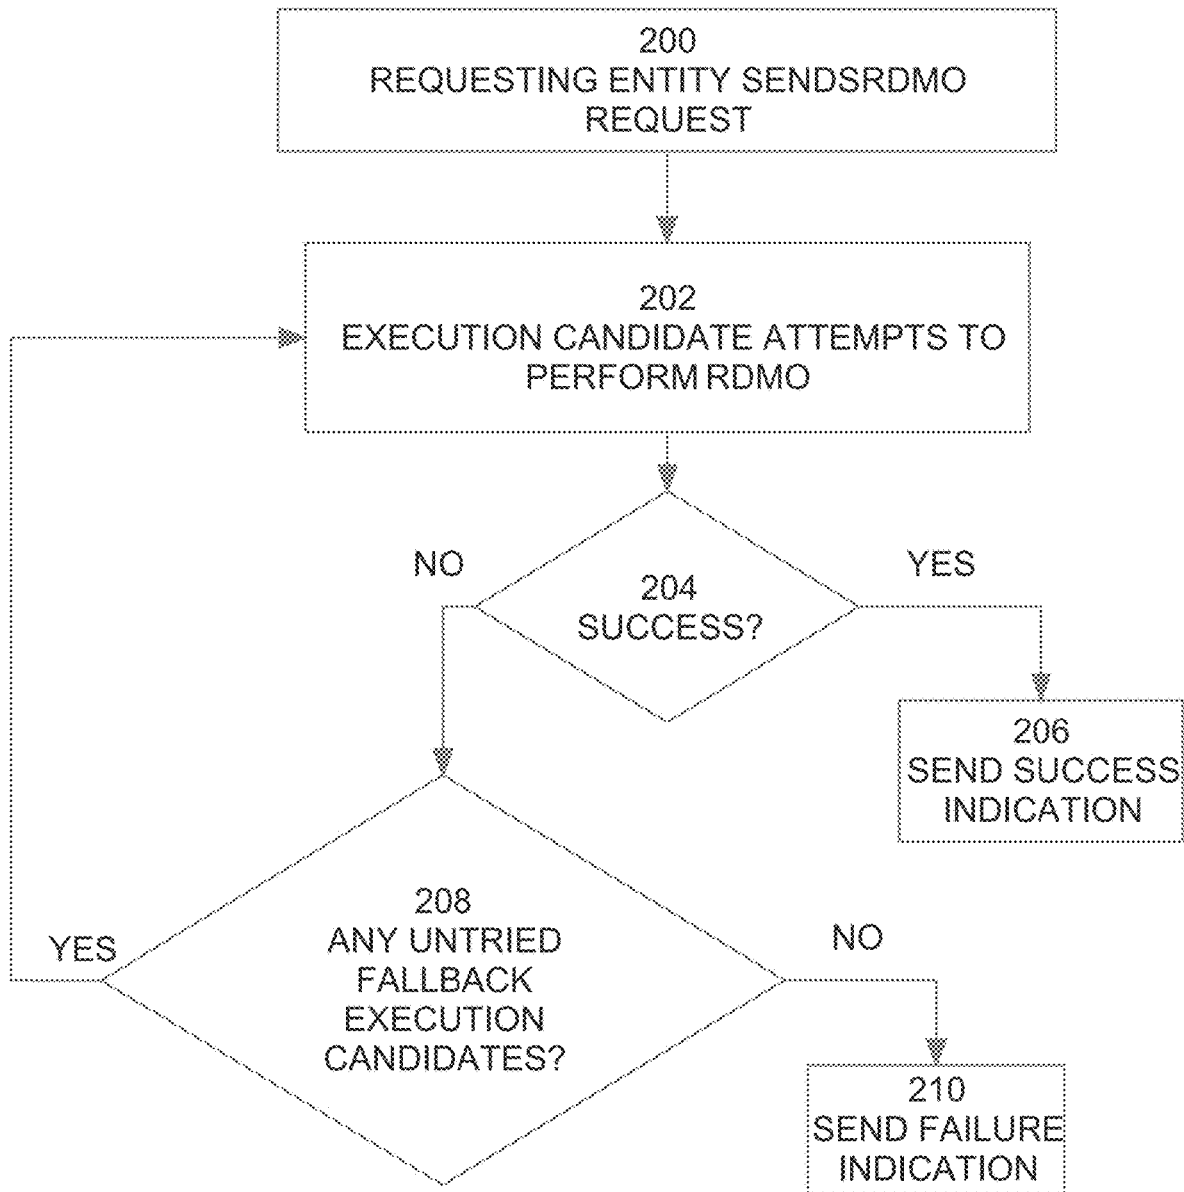 200
REQUESTING ENTITY SENDSRDMO
REQUEST
202
EXECUTION CANDIDATE ATTEMPTS TO
PERFORM RDMO
NO
YES
204
SUCCESS?
206
SEND SUCCESS
INDICATION
208
ANY UNTRIED
FALLBACK
EXECUTION
CANDIDATES?
YES
NO
210
SEND FAILURE
INDICATION